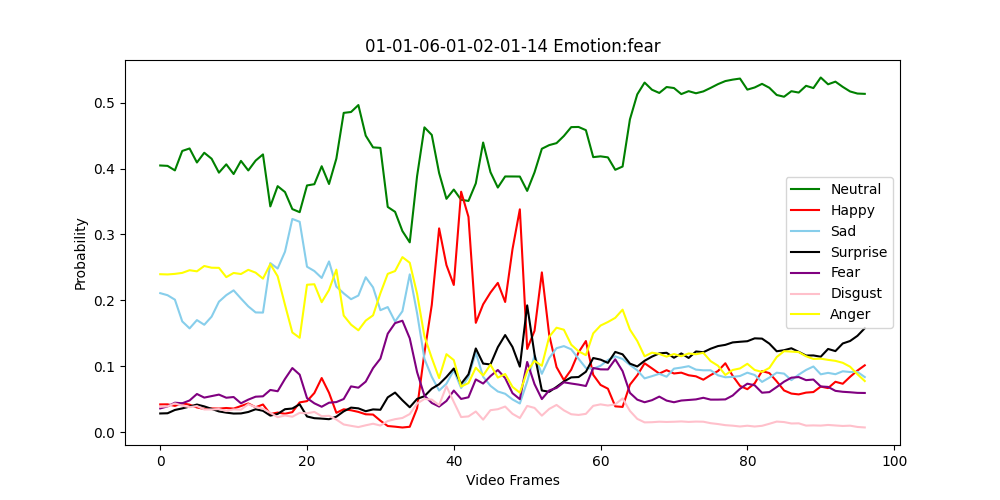 01-01-06-01-02-01-14 Emotion:fear
Probability
0.5
0.4
0.3
0.2
0.1
0.0
Neutral
Happy
Sad
Surprise
Fear
Disgust
Anger
0 20 40 60 80 100
Video Frames